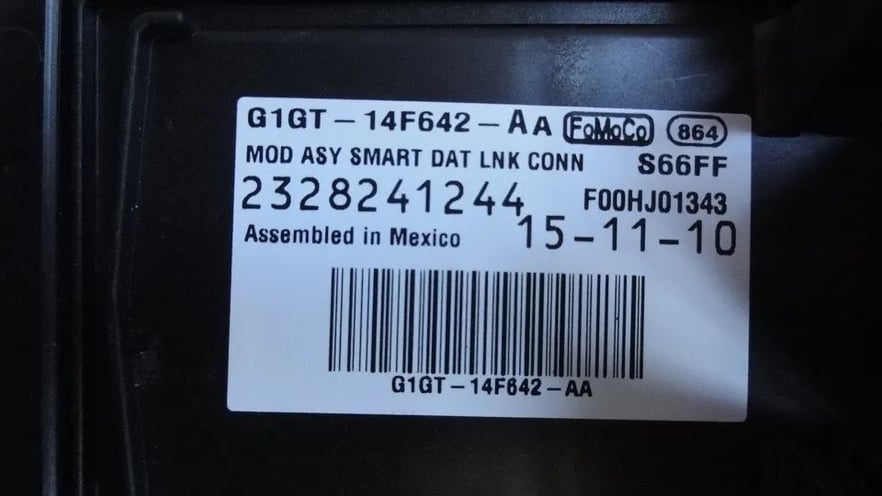 G1GT-14F642-AA FoMoCo 864
MOD ASY SMART DAT LNK CONN S66FF
2328241244 F00HJ01343
Assembled in Mexico 15-11-10
G1GT-14F642-AA